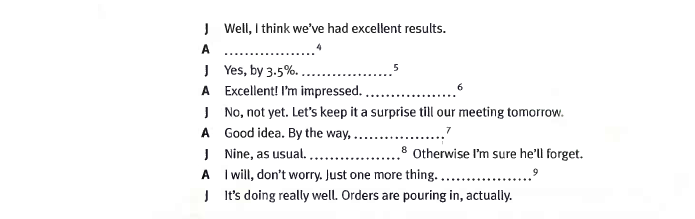 J Well, I think we've had excellent results.
A .................. 4
J Yes, by 3.5%. .................. 5
A Excellent! I'm impressed. .................. 6
J No, not yet. Let's keep it a surprise till our meeting tomorrow.
A Good idea. By the way, .................. 7
J Nine, as usual. .................. 8 Otherwise I'm sure he'll forget.
A I will, don't worry. Just one more thing. .................. 9
J It's doing really well. Orders are pouring in, actually.